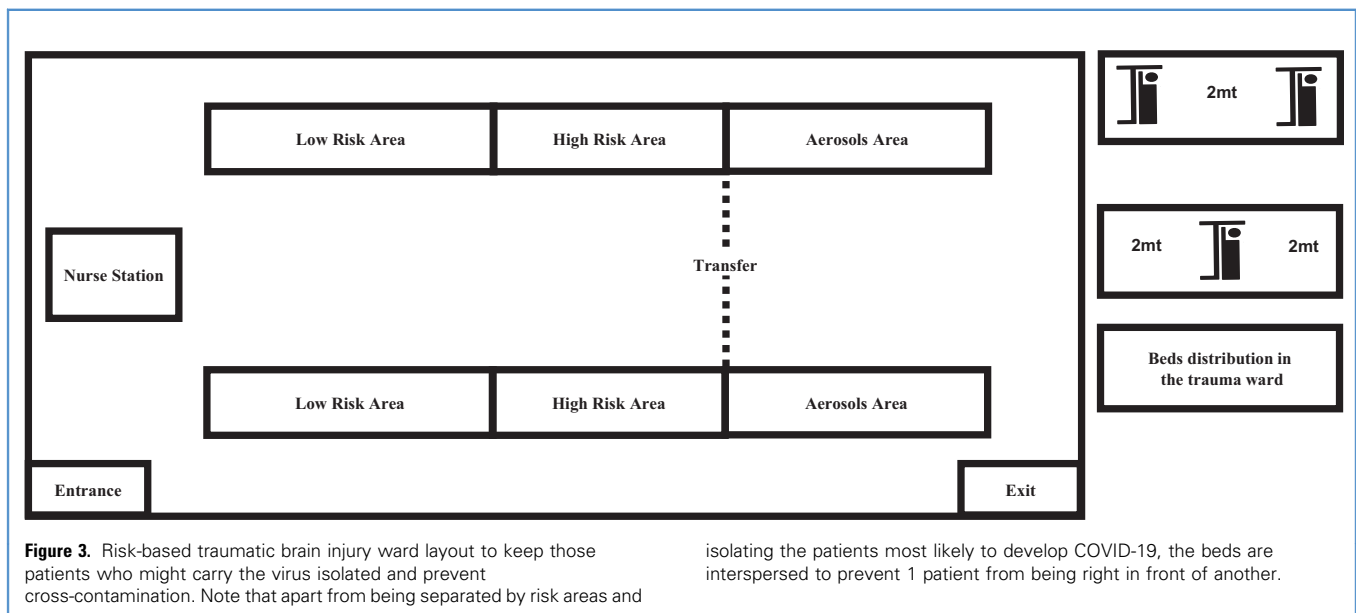 Low Risk Area
High Risk Area
Aerosols Area
2mt
Nurse Station
Transfer
2mt
2mt
Beds distribution in
the trauma ward
Low Risk Area
High Risk Area
Aerosols Area
Entrance
Exit
Figure 3. Risk-based traumatic brain injury ward layout to keep those
patients who might carry the virus isolated and prevent
cross-contamination. Note that apart from being separated by risk areas and
isolating the patients most likely to develop COVID-19, the beds are
interspersed to prevent 1 patient from being right in front of another.